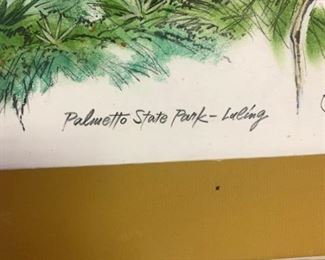 Palmetto State Park - Luling